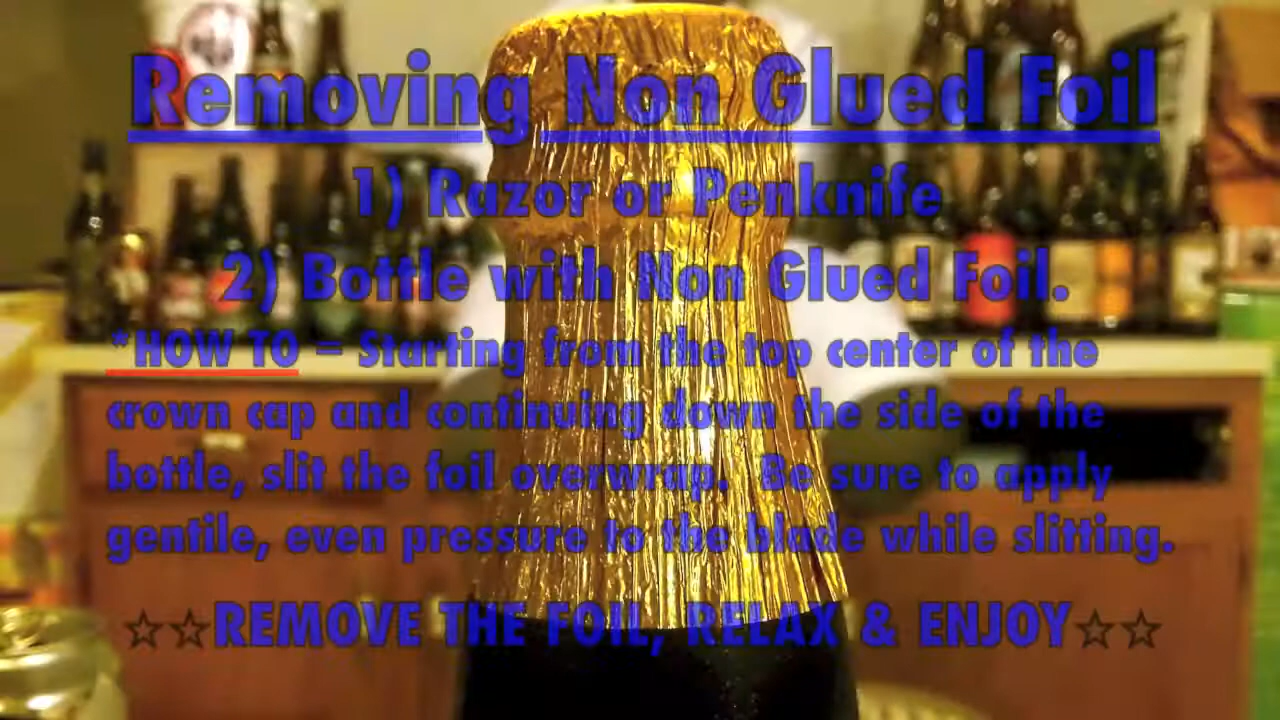 Removing Non Glued Foil
1) Razor or Penknife
2) Bottle with Non Glued Foil.
*HOW TO = Starting from the top center of the
crown cap and continuing down the side of the
bottle, slit the foil overwrap. Be sure to apply
gentile, even pressure to the blade while slitting.
☆☆REMOVE THE FOIL, RELAX & ENJOY☆☆